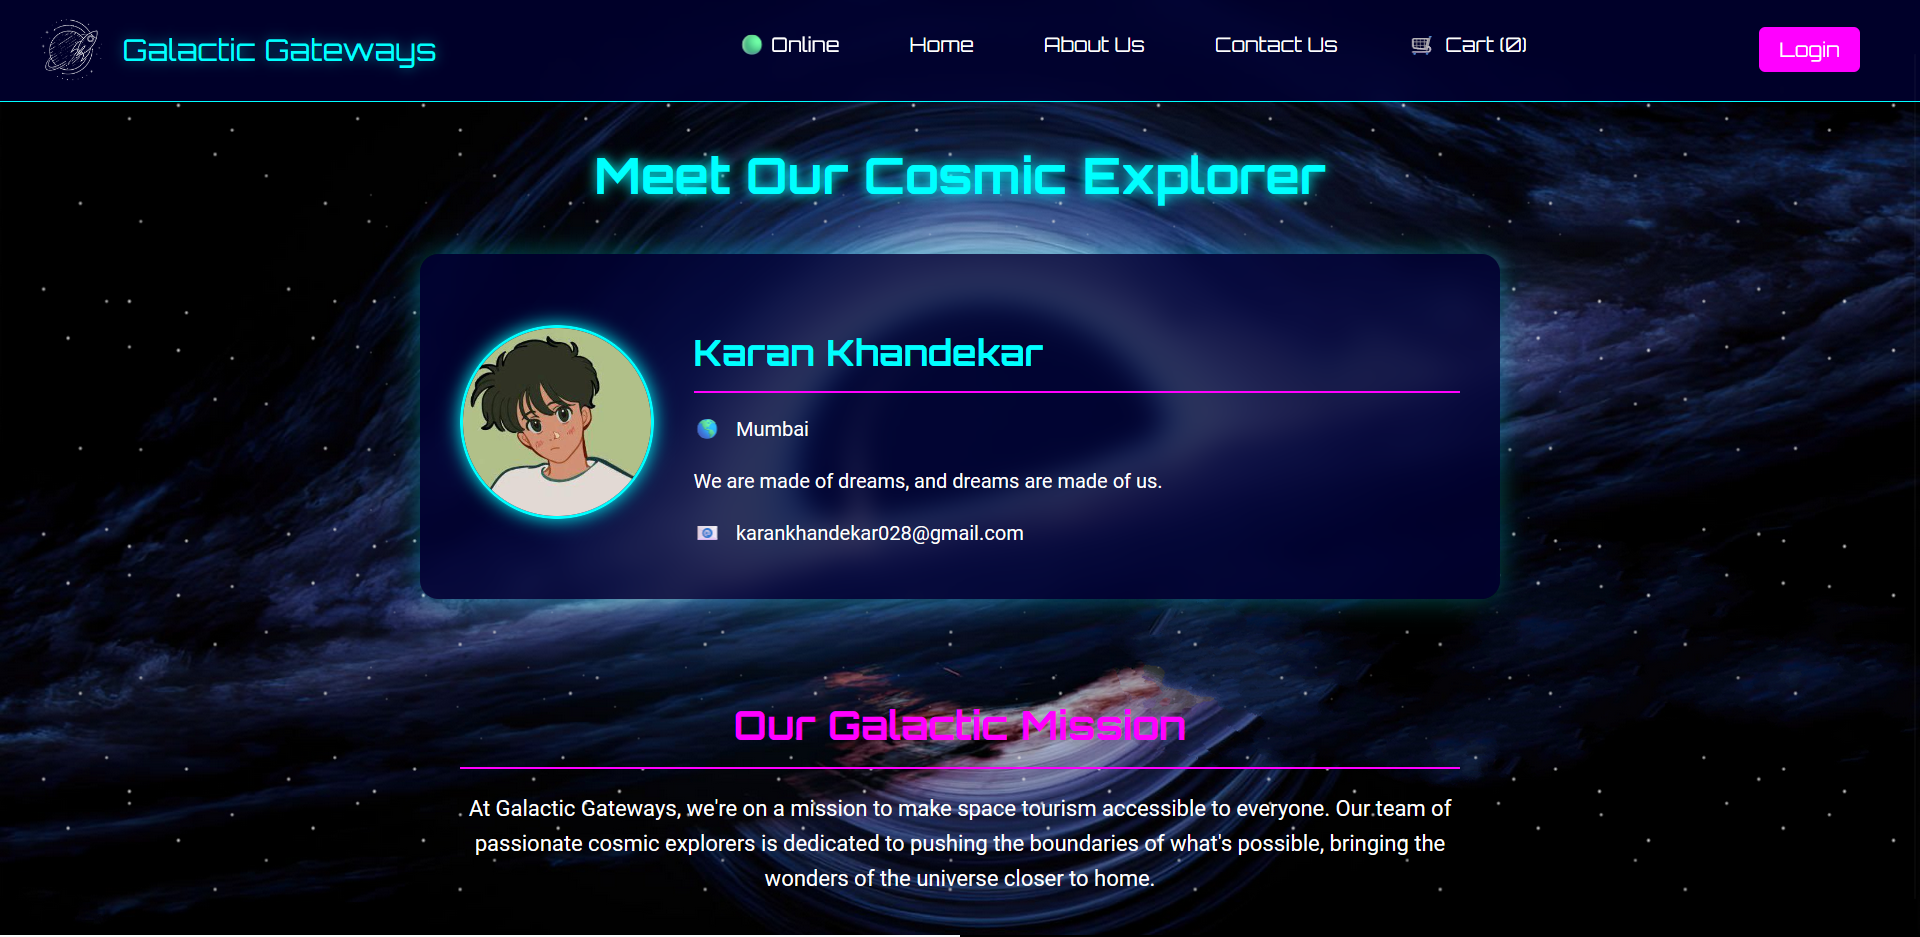 Galactic Gateways
Online
Home
About Us
Contact Us
Cart (0)
Login
Meet Our Cosmic Explorer
Karan Khandekar
Mumbai
We are made of dreams, and dreams are made of us.
karankhandekar028@gmail.com
Our Galactic Mission
At Galactic Gateways, we're on a mission to make space tourism accessible to everyone. Our team of
passionate cosmic explorers is dedicated to pushing the boundaries of what's possible, bringing the
wonders of the universe closer to home.